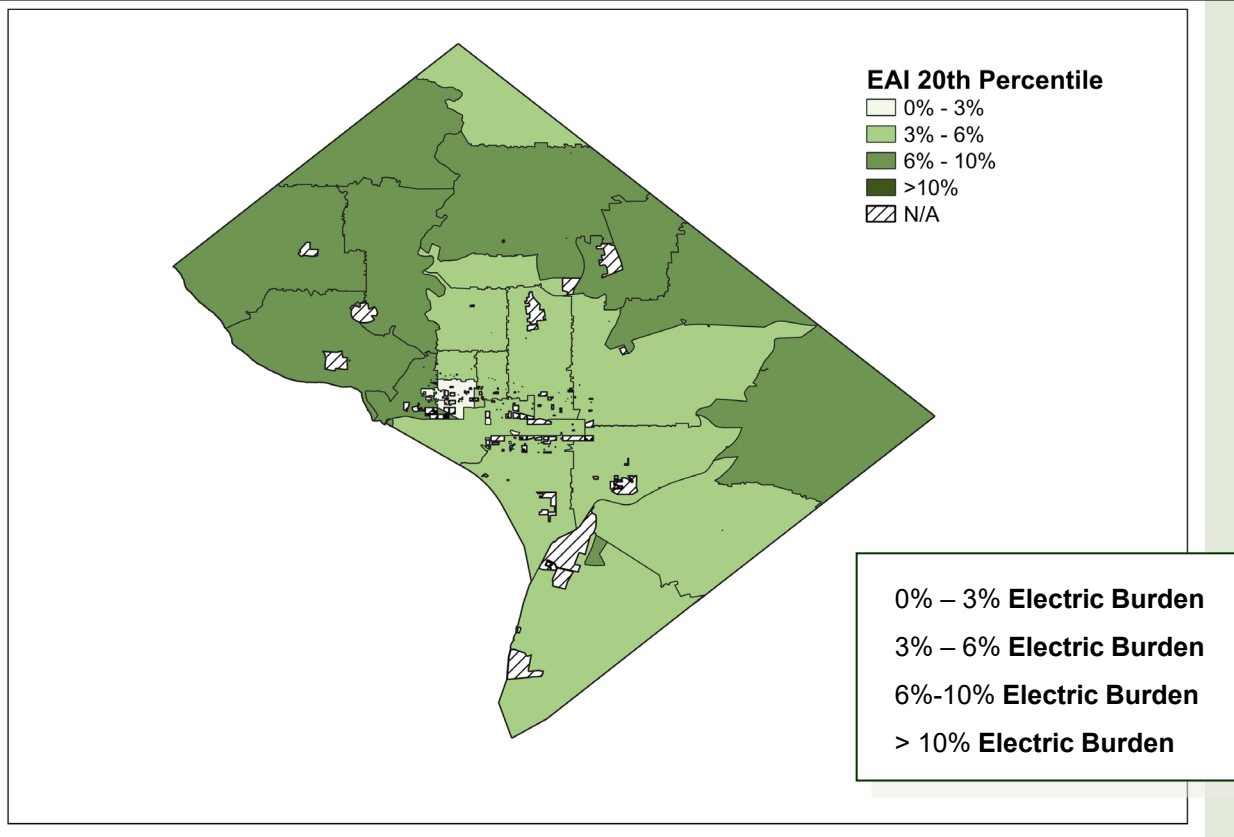 EAI 20th Percentile
0% - 3%
3% - 6%
6% - 10%
>10%
N/A
0% – 3% Electric Burden
3% – 6% Electric Burden
6%-10% Electric Burden
> 10% Electric Burden